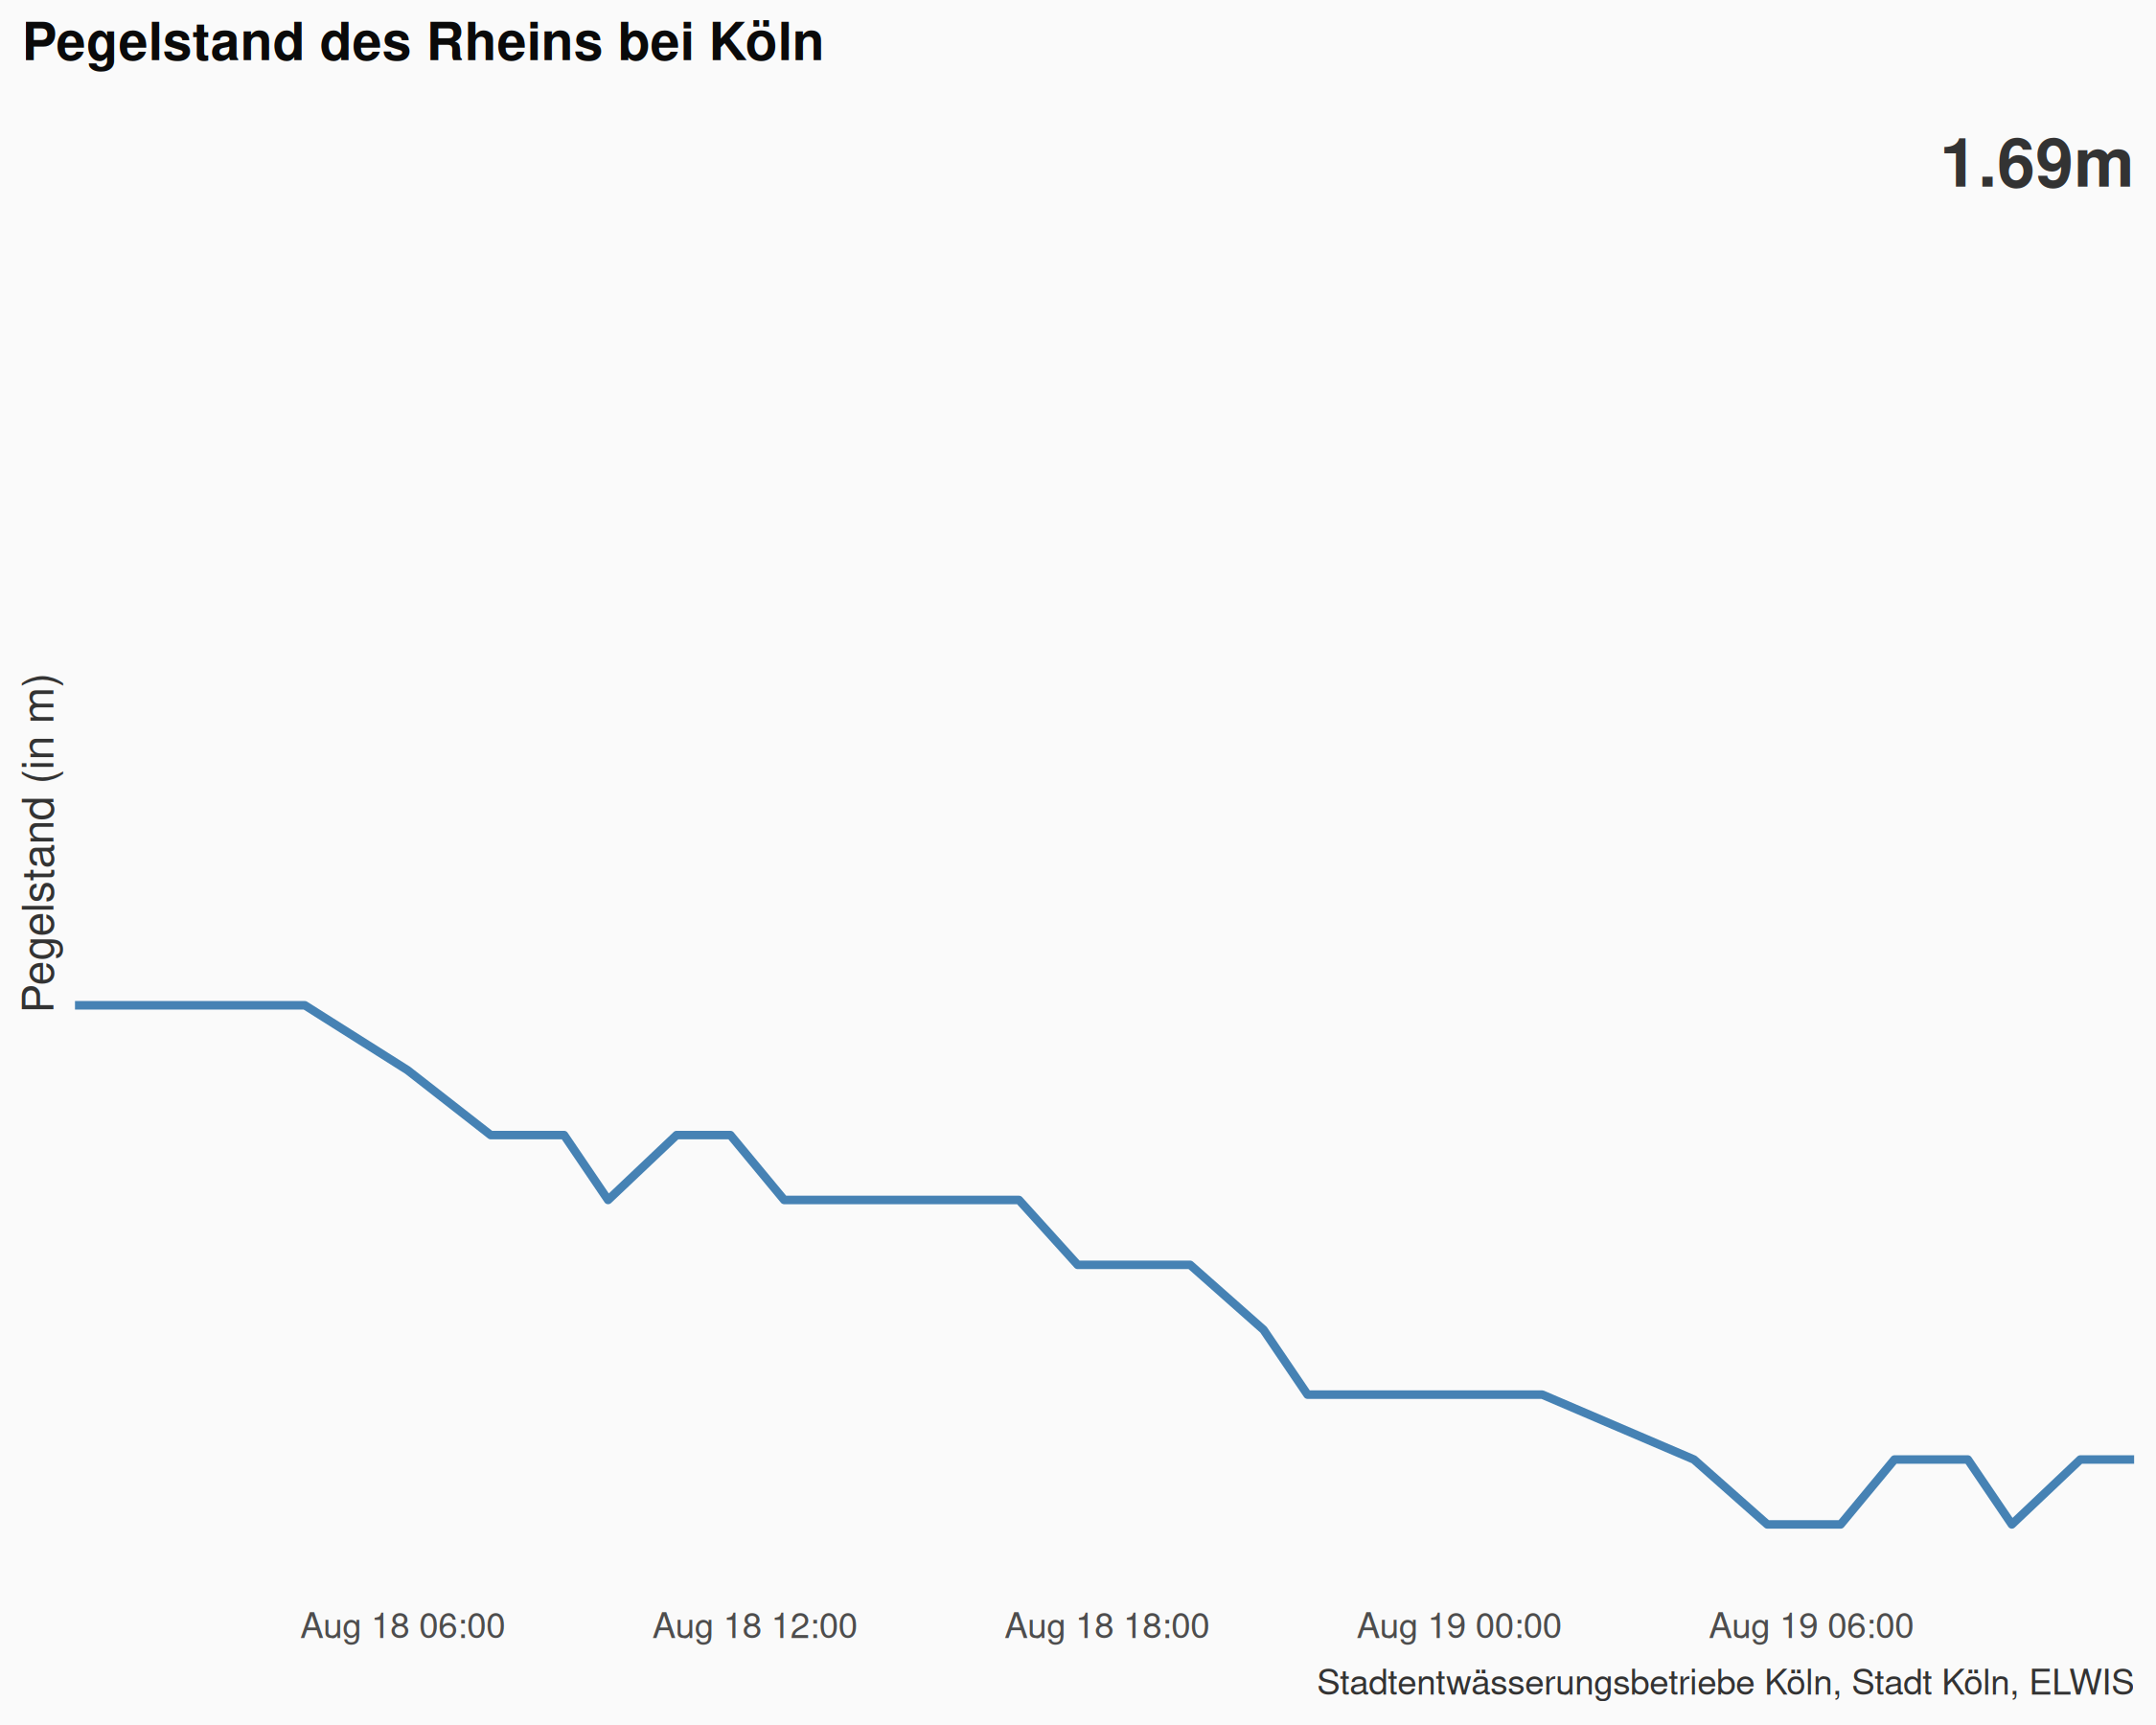 Pegelstand des Rheins bei Köln
1.69m
Pegelstand (in m)
Aug 18 06:00 Aug 18 12:00 Aug 18 18:00 Aug 19 00:00 Aug 19 06:00
Stadtentwässerungsbetriebe Köln, Stadt Köln, ELWIS